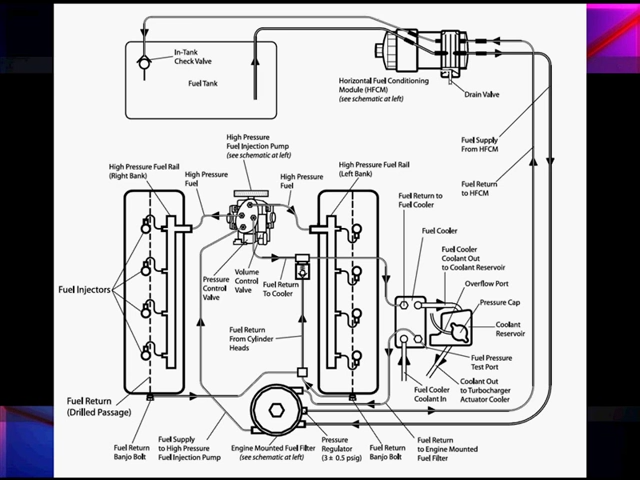 In-Tank
Check Valve
Fuel Tank
Horizontal Fuel Conditioning
Module (HFCM)
(see schematic at left)
Drain Valve
High Pressure
Fuel Injection Pump
(see schematic at left)
Fuel Supply
From HFCM
High Pressure Fuel Rail
(Right Bank)
High Pressure
Fuel
High Pressure
Fuel
High Pressure Fuel Rail
(Left Bank)
Fuel Return
to HFCM
Fuel Return to
Fuel Cooler
Fuel Cooler
Fuel Cooler
Coolant Out
to Coolant Reservoir
Overflow Port
Pressure Cap
Coolant
Reservoir
Fuel Injectors
Pressure
Control
Valve
Volume
Control
Valve
Fuel Return
To Cooler
Fuel Return
From Cylinder
Heads
Fuel Pressure
Test Port
Fuel Cooler
Coolant In
Coolant Out
to Turbocharger
Actuator Cooler
Fuel Return
(Drilled Passage)
Fuel Return
Banjo Bolt
Fuel Supply
to High Pressure
Fuel Injection Pump
Engine Mounted Fuel Filter
(see schematic at left)
Pressure
Regulator
(3 ± 0.5 psig)
Fuel Return
Banjo Bolt
Fuel Return
to Engine Mounted
Fuel Filter